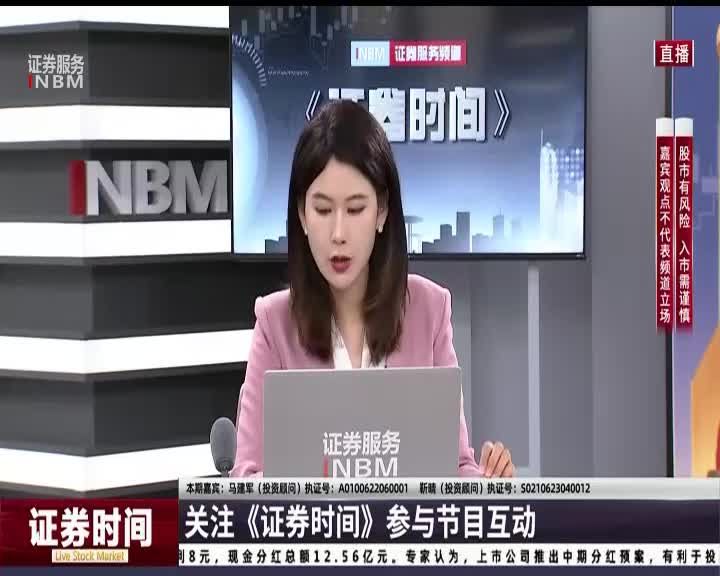 证券服务
INBM
INBM 证券服务频道
《证券时间》
直播
INBM
股市有风险 入市需谨慎
嘉宾观点不代表频道立场
证券服务
INBM
本期嘉宾：马建军（投资顾问）执证号：A0100622060001 靳晴（投资顾问）执证号：S0210623040012
证券时间
Live Stock Market
关注《证券时间》参与节目互动
利8元，现金分红总额12.56亿元。专家认为，上市公司推出中期分红预案，有利于投